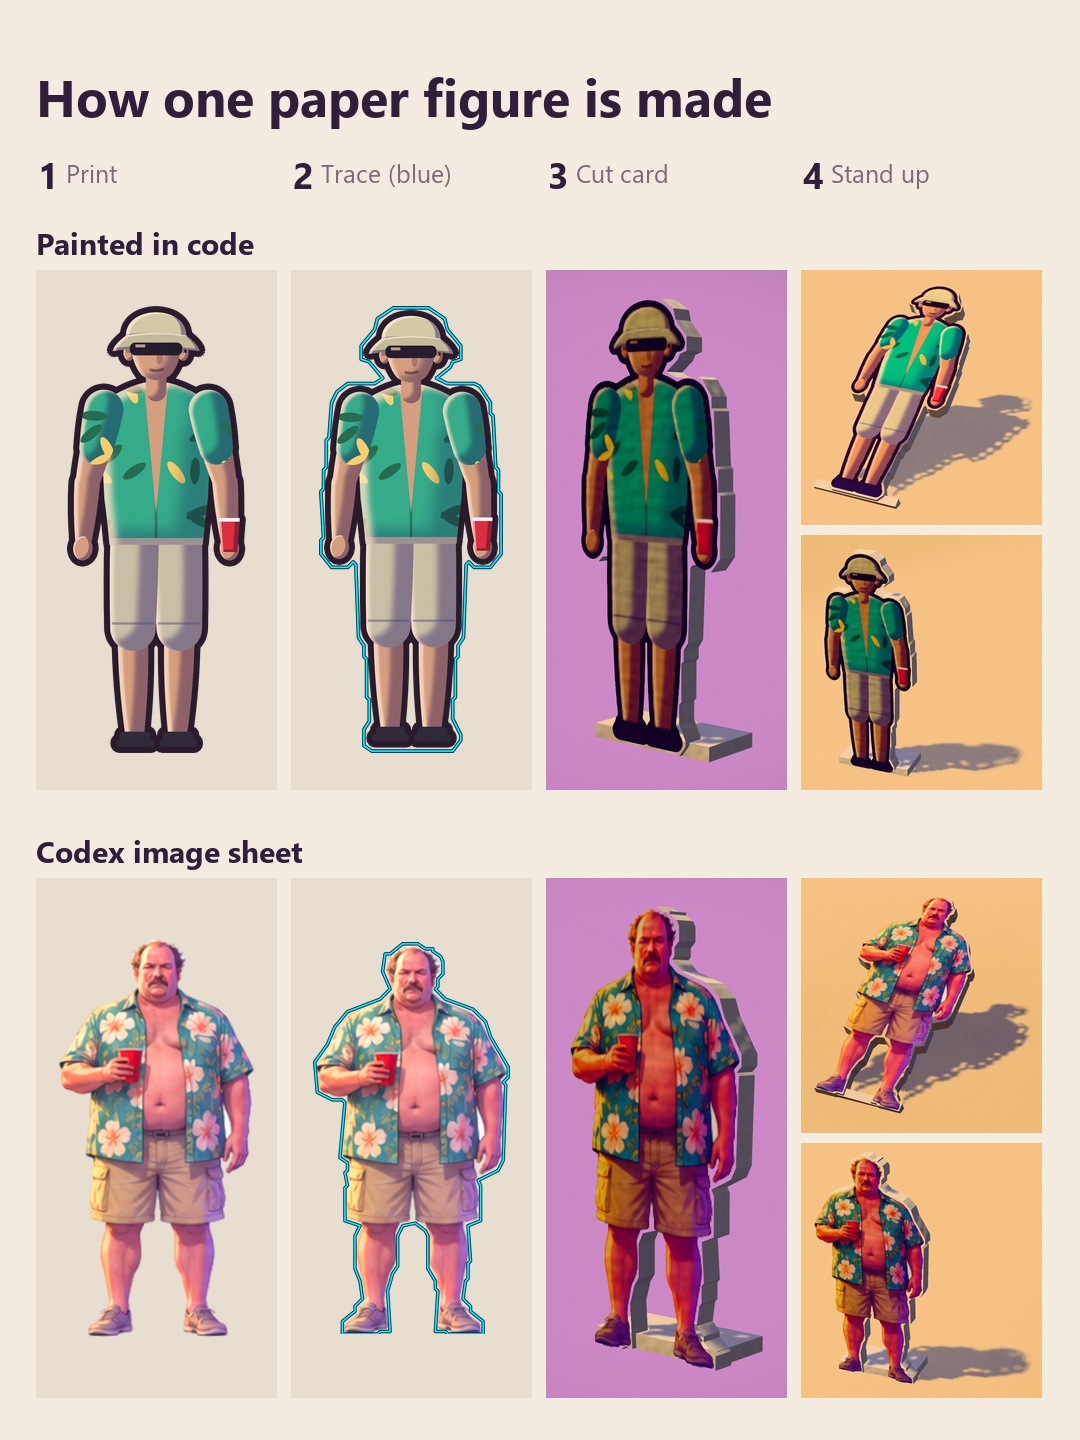 How one paper figure is made
1 Print
2 Trace (blue)
3 Cut card
4 Stand up
Painted in code
Codex image sheet